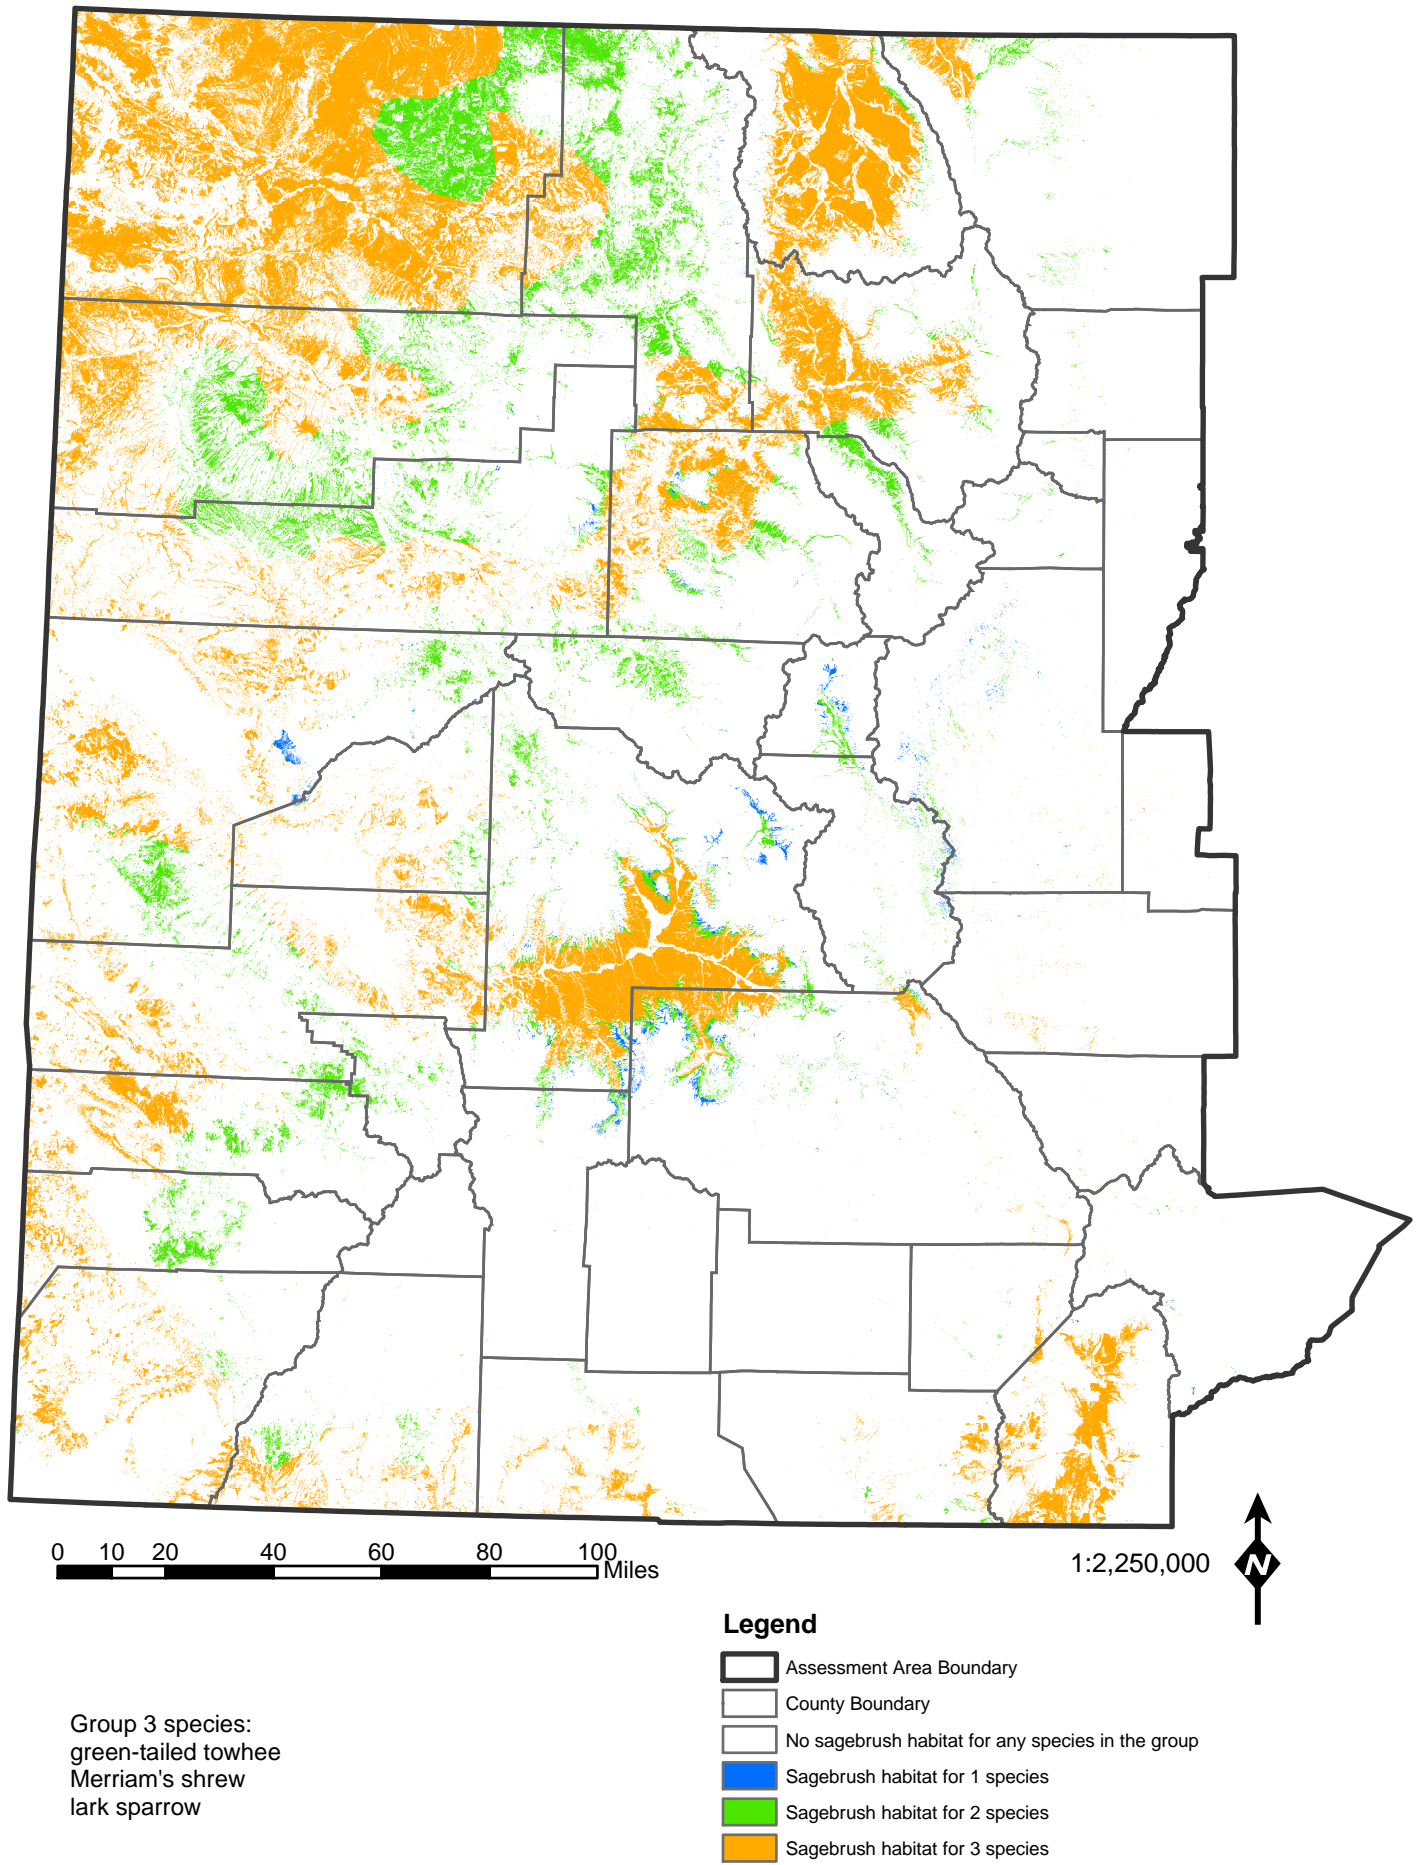 0 10 20 40 60 80 100
Miles
1:2,250,000
N
Legend
Assessment Area Boundary
County Boundary
No sagebrush habitat for any species in the group
Sagebrush habitat for 1 species
Sagebrush habitat for 2 species
Sagebrush habitat for 3 species
Group 3 species:
green-tailed towhee
Merriam's shrew
lark sparrow